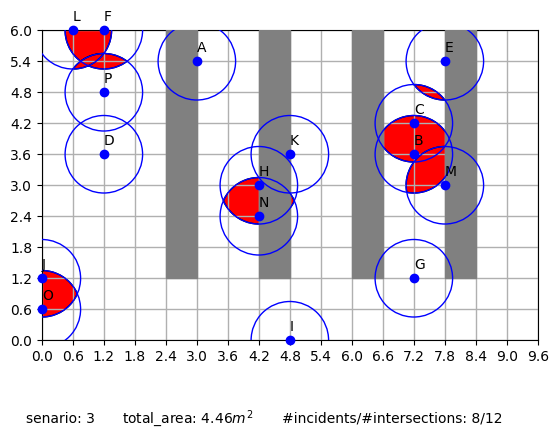 6.0 L F
5.4 A E
4.8 P
4.2 C
3.6 D K B
3.0 H M
2.4 N
1.8
1.2 J G
0.6 O
0.0 I
0.0 0.6 1.2 1.8 2.4 3.0 3.6 4.2 4.8 5.4 6.0 6.6 7.2 7.8 8.4 9.0 9.6
senario: 3 total_area: 4.46m² #incidents/#intersections: 8/12